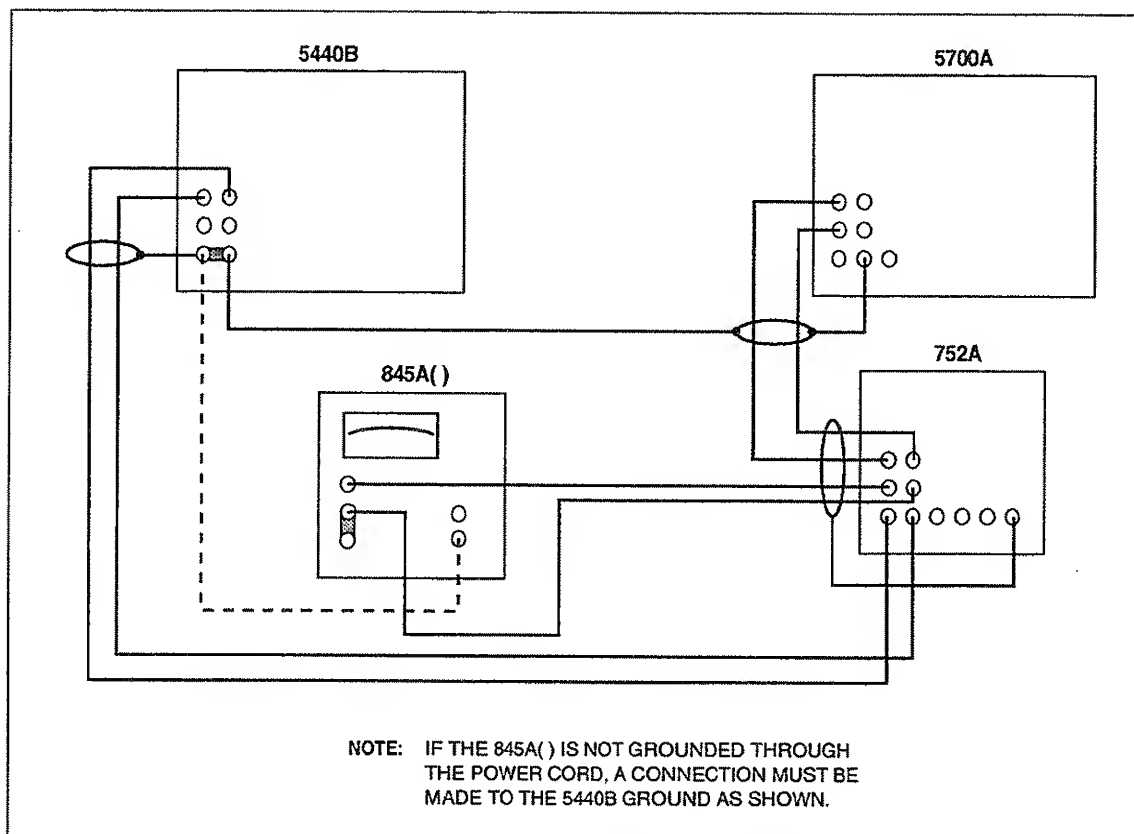 5440B
5700A
845A( )
752A
NOTE: IF THE 845A( ) IS NOT GROUNDED THROUGH
THE POWER CORD, A CONNECTION MUST BE
MADE TO THE 5440B GROUND AS SHOWN.